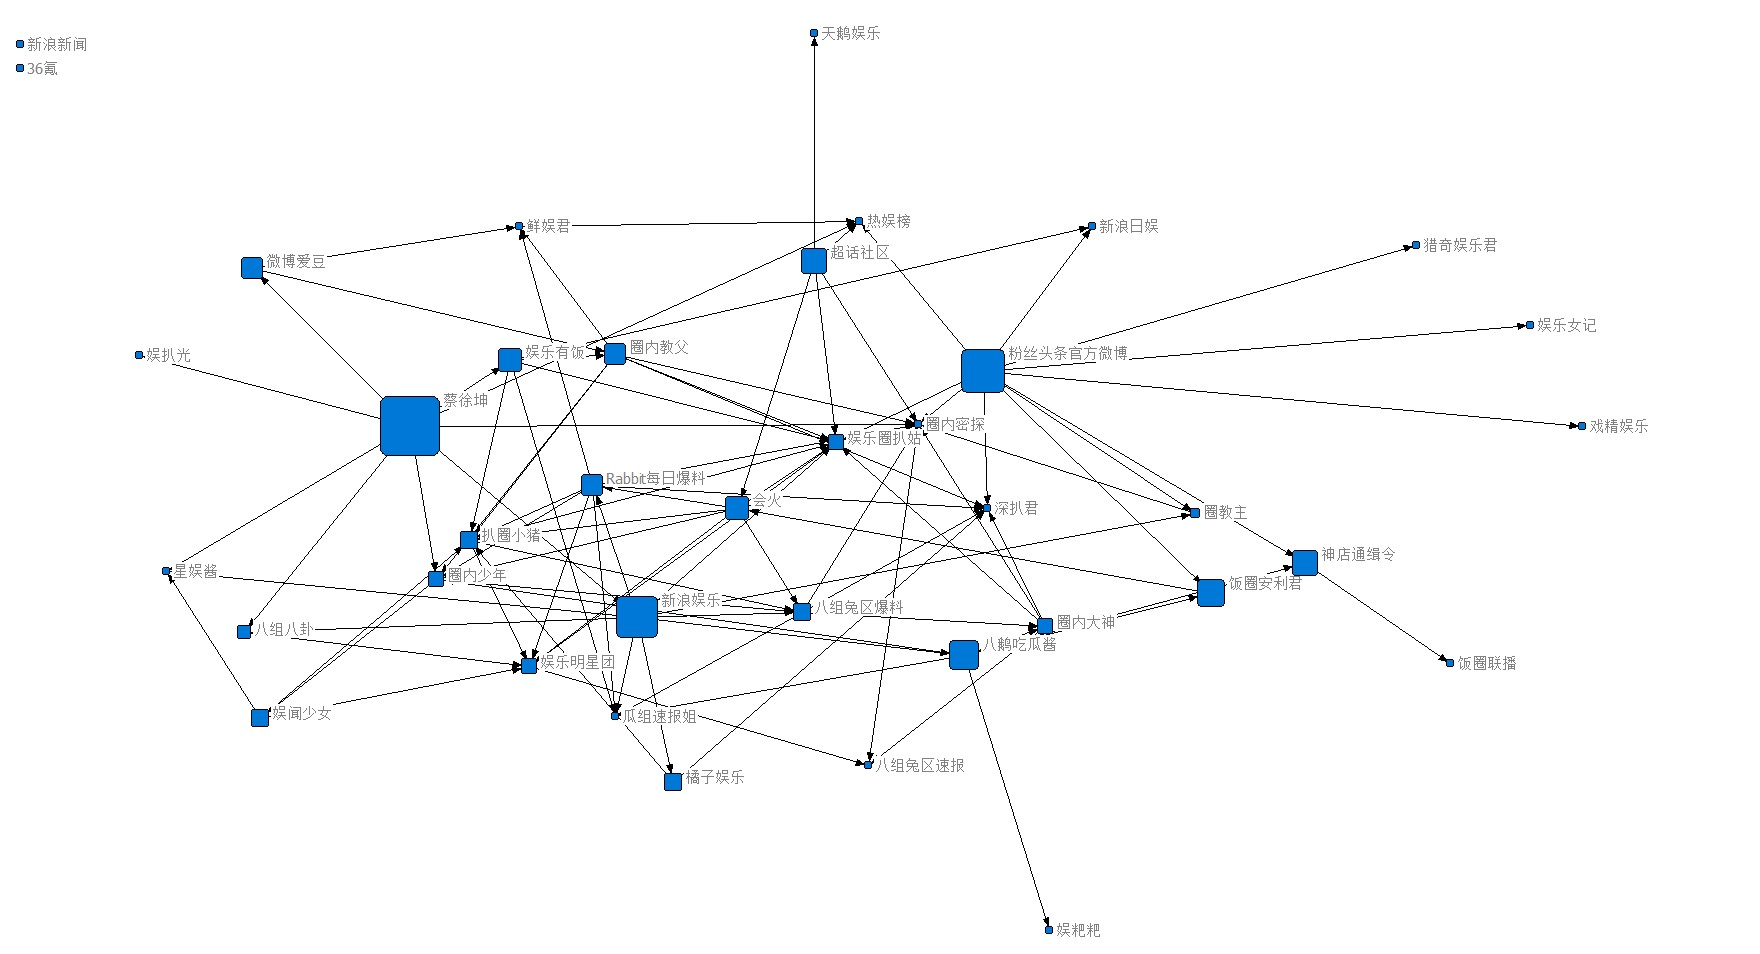 天鹅娱乐
新浪新闻
36氪
鲜娱君
热娱榜
新浪日娱
猎奇娱乐君
超话社区
微博爱豆
娱乐女记
娱扒光
娱乐有饭
圈内教父
粉丝头条官方微博
蔡徐坤
圈内密探
戏精娱乐
娱乐圈扒姑
Rabbit每日爆料
会火
深扒君
圈教主
扒圈小猪
神店通缉令
星娱酱
圈内少年
饭圈安利君
新浪娱乐
八组兔区爆料
圈内大神
八组八卦
八鹅吃瓜酱
娱乐明星团
饭圈联播
娱闻少女
瓜组速报姐
八组兔区速报
橘子娱乐
娱粑粑